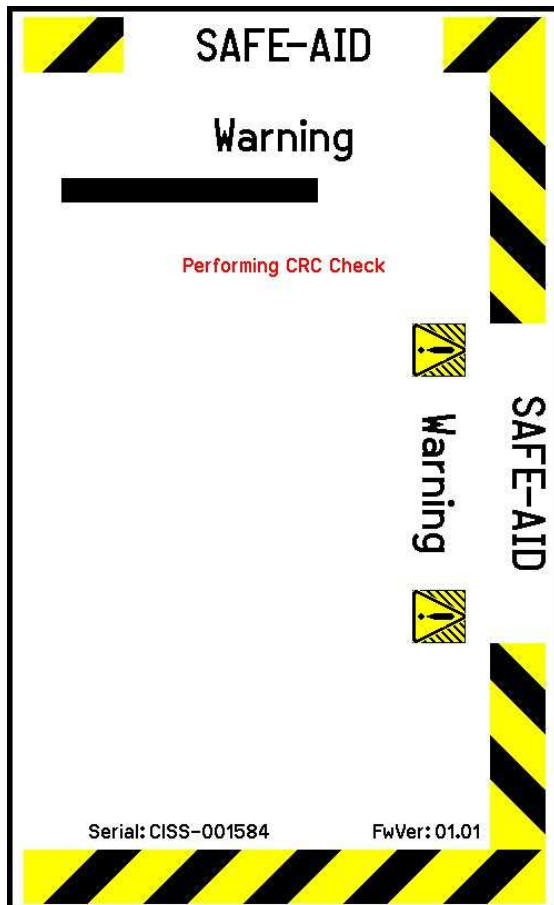 SAFE-AID
Warning
Performing CRC Check
Warning
SAFE-AID
Serial: CISS-001584
FwVer: 01.01